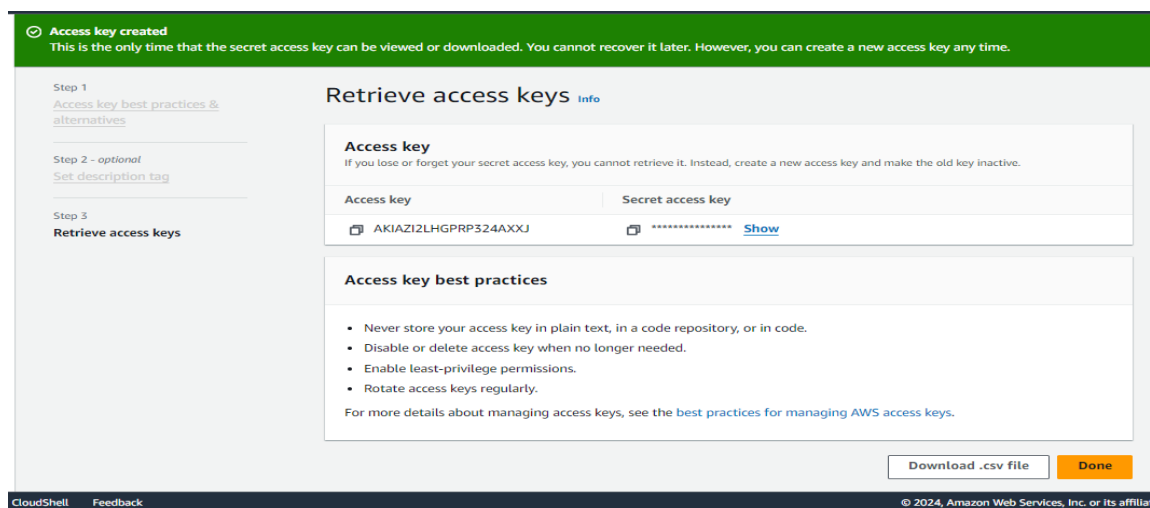 Access key created
This is the only time that the secret access key can be viewed or downloaded. You cannot recover it later. However, you can create a new access key any time.
Step 1
Access key best practices &
alternatives
Step 2 - optional
Set description tag
Step 3
Retrieve access keys
Retrieve access keys Info
Access key
If you lose or forget your secret access key, you cannot retrieve it. Instead, create a new access key and make the old key inactive.
Access key Secret access key
AKIAZI2LHGPRP324AXXJ *************** Show
Access key best practices
• Never store your access key in plain text, in a code repository, or in code.
• Disable or delete access key when no longer needed.
• Enable least-privilege permissions.
• Rotate access keys regularly.
For more details about managing access keys, see the best practices for managing AWS access keys.
Download .csv file Done
CloudShell Feedback © 2024, Amazon Web Services, Inc. or its affilia